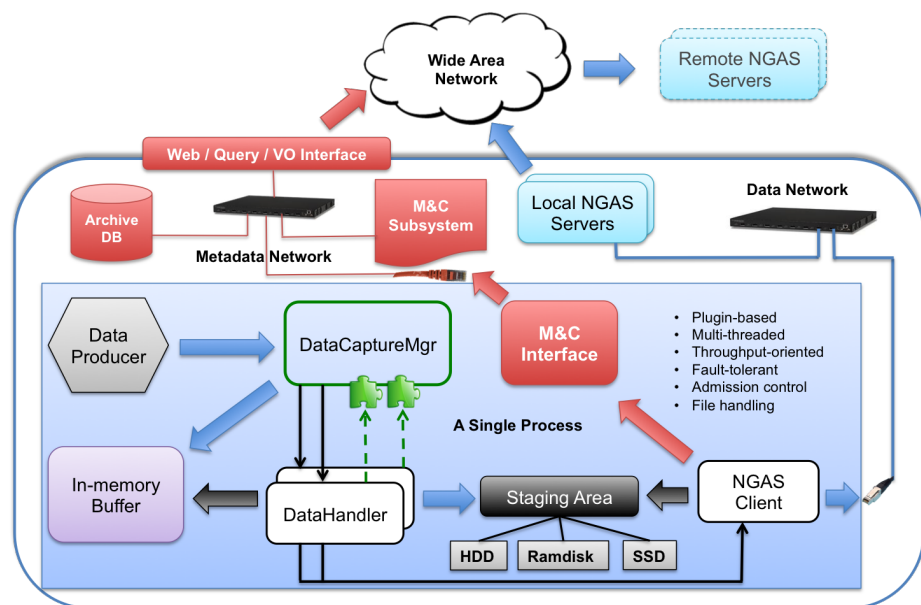 Wide Area
Network
Remote NGAS
Servers
Web / Query / VO Interface
Archive
DB
M&C
Subsystem
Metadata Network
Local NGAS
Servers
Data Network
Data
Producer
DataCaptureMgr
M&C
Interface
• Plugin-based
• Multi-threaded
• Throughput-oriented
• Fault-tolerant
• Admission control
• File handling
A Single Process
In-memory
Buffer
DataHandler
Staging Area
NGAS
Client
HDD
Ramdisk
SSD